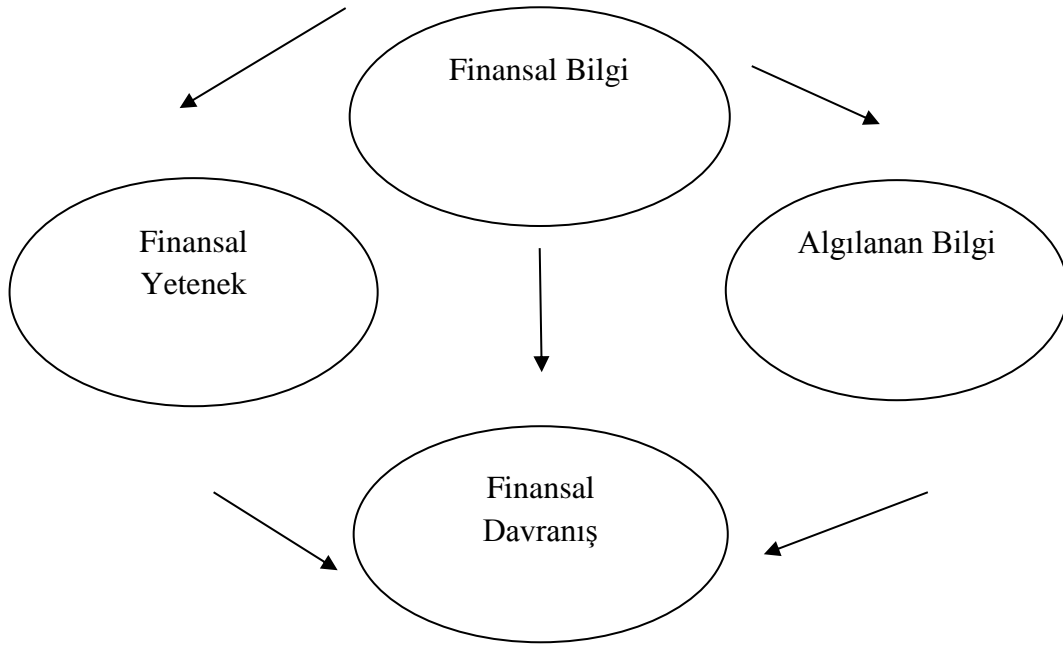 Finansal Bilgi
Finansal
Yetenek
Algılanan Bilgi
Finansal
Davranış